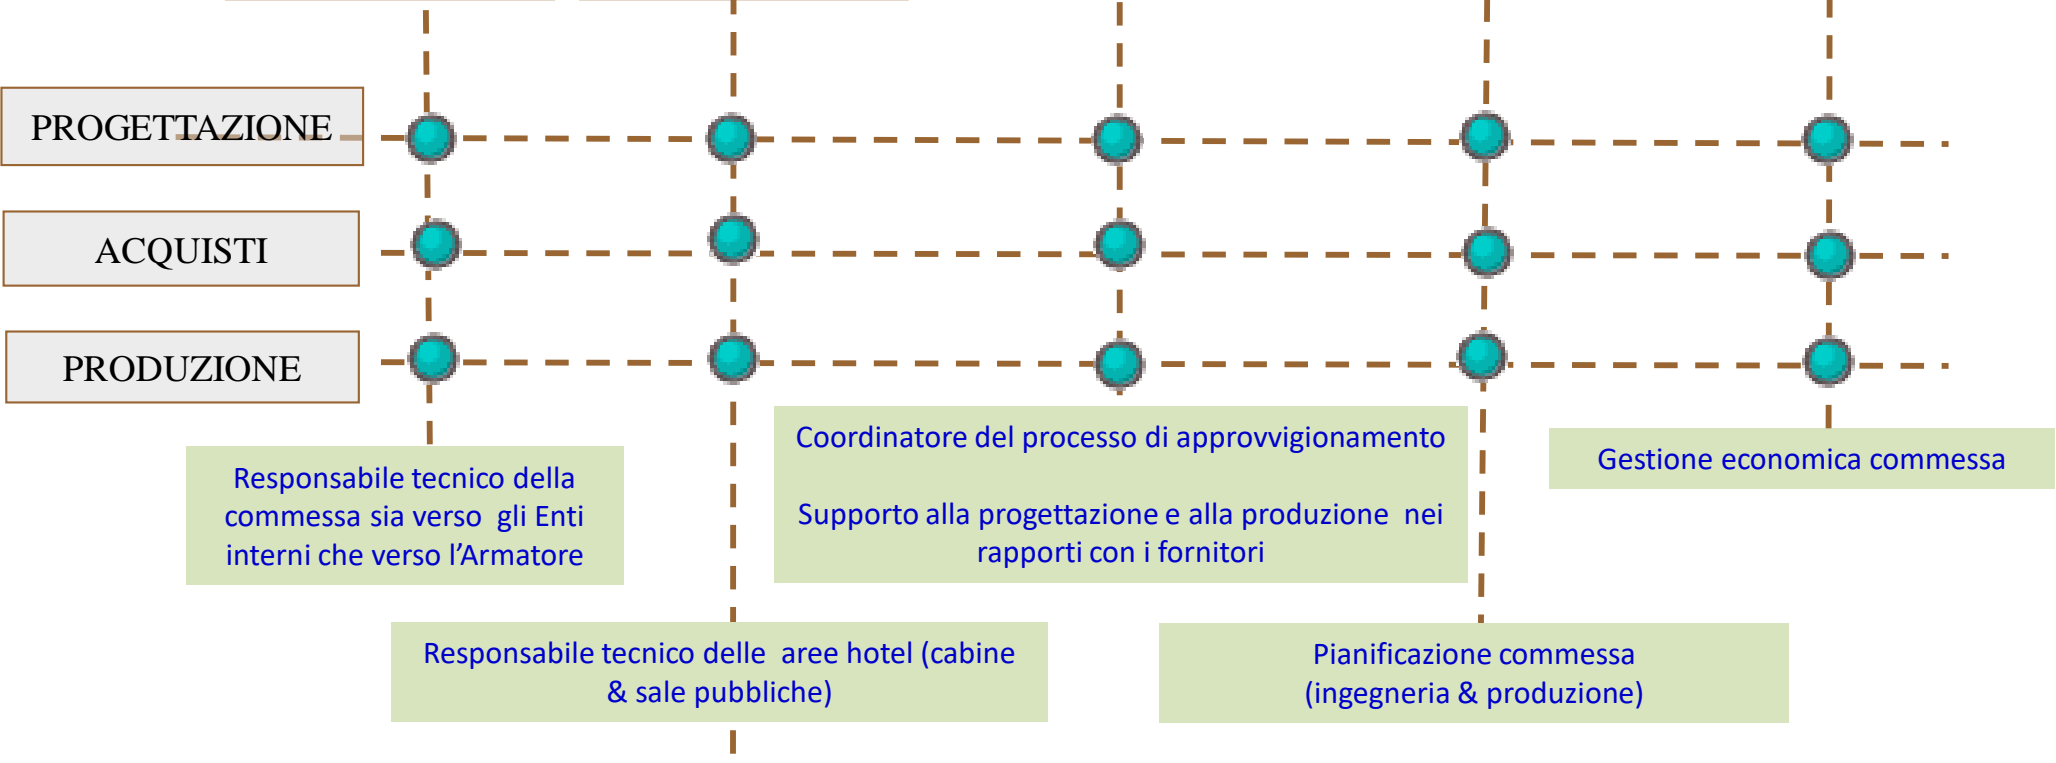 PROGETTAZIONE
ACQUISTI
PRODUZIONE
Responsabile tecnico della
commessa sia verso  gli Enti
interni che verso l’Armatore
Coordinatore del processo di approvvigionamento
Supporto alla progettazione e alla produzione  nei
rapporti con i fornitori
Gestione economica commessa
Responsabile tecnico delle  aree hotel (cabine
& sale pubbliche)
Pianificazione commessa
(ingegneria & produzione)